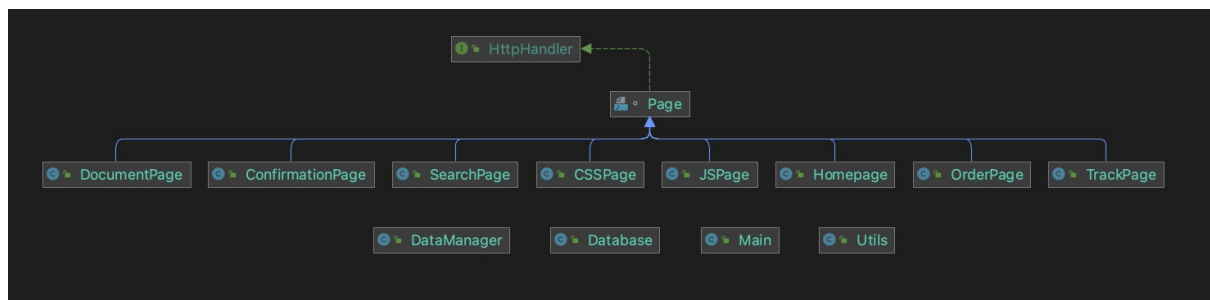 HttpHandler
Page
DocumentPage ConfirmationPage SearchPage CSSPage JSPage Homepage OrderPage TrackPage
DataManager Database Main Utils